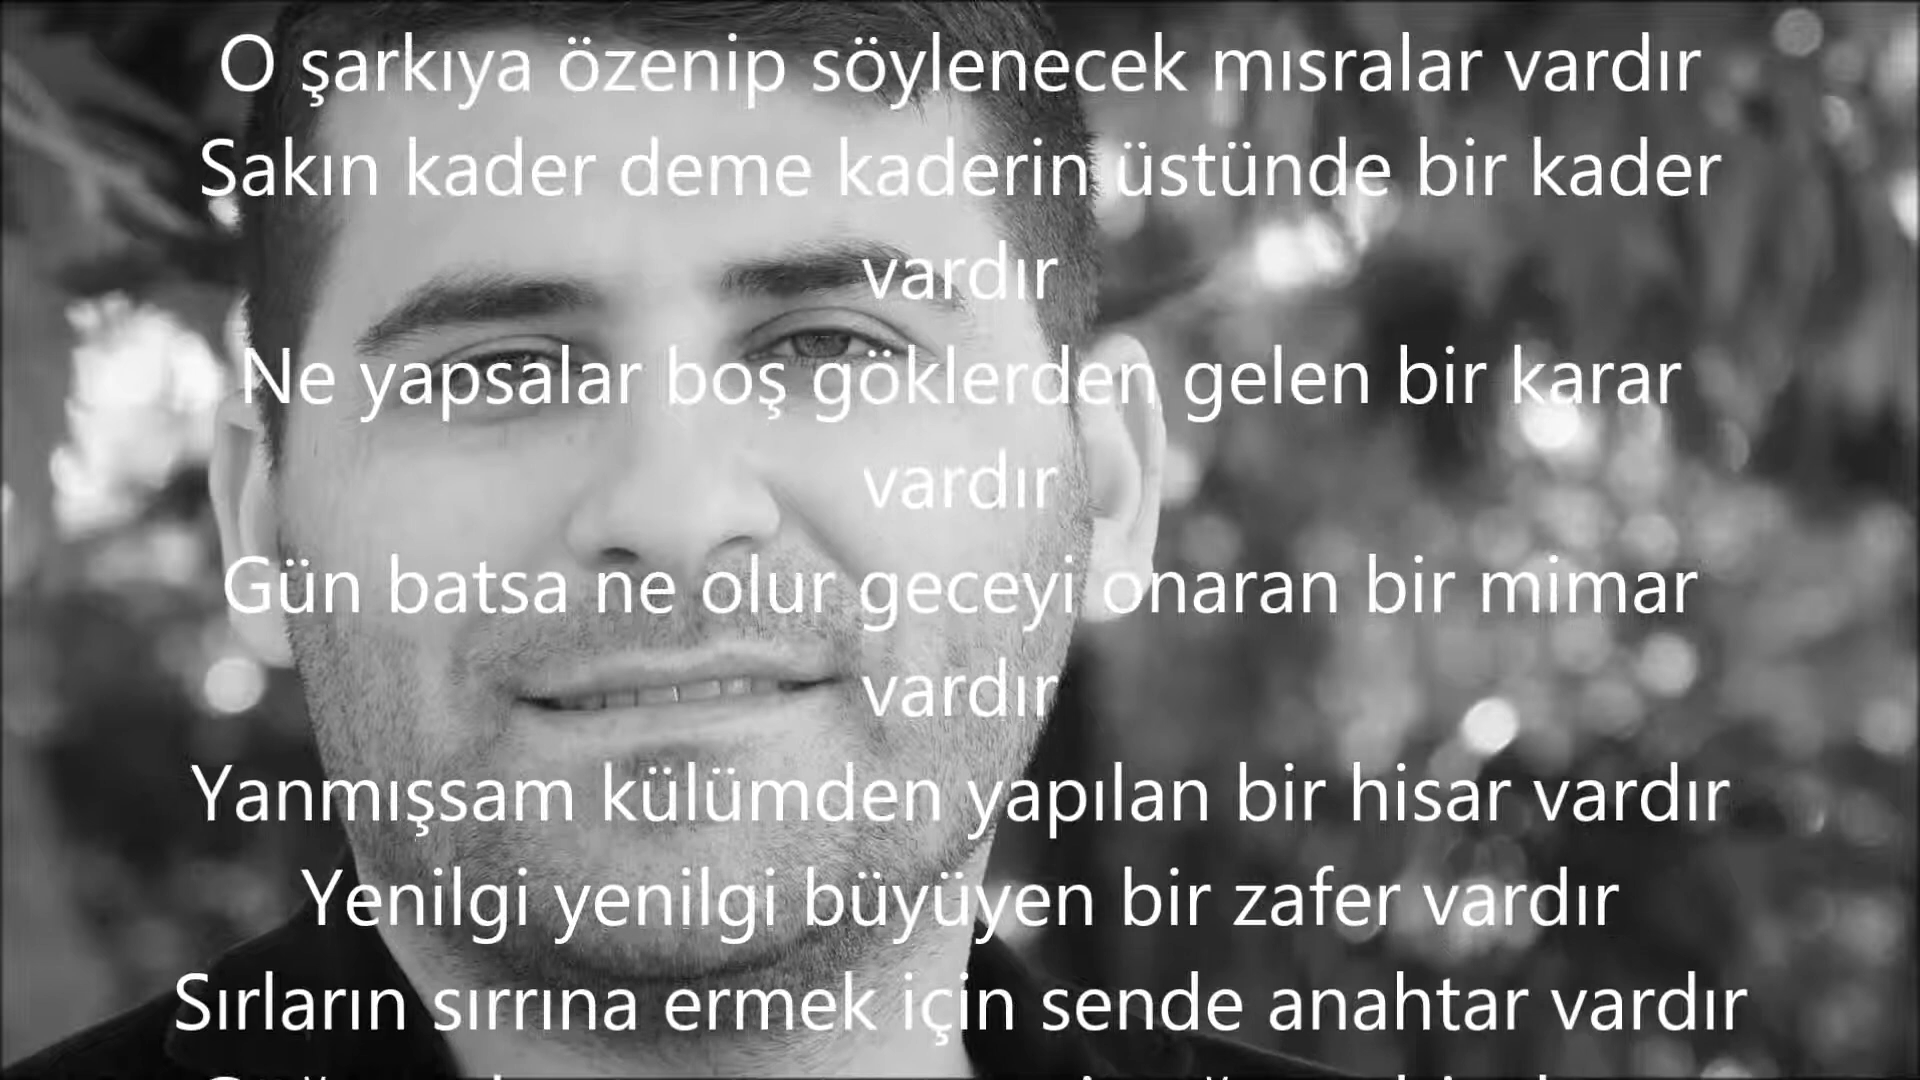 O şarkıya özenip söylenecek mısralar vardır
Sakın kader deme kaderin üstünde bir kader
vardır
Ne yapsalar boş göklerden gelen bir karar
vardır
Gün batsa ne olur geceyi onaran bir mimar
vardır
Yanmışsam külümden yapılan bir hisar vardır
Yenilgi yenilgi büyüyen bir zafer vardır
Sırların sırrına ermek için sende anahtar vardır